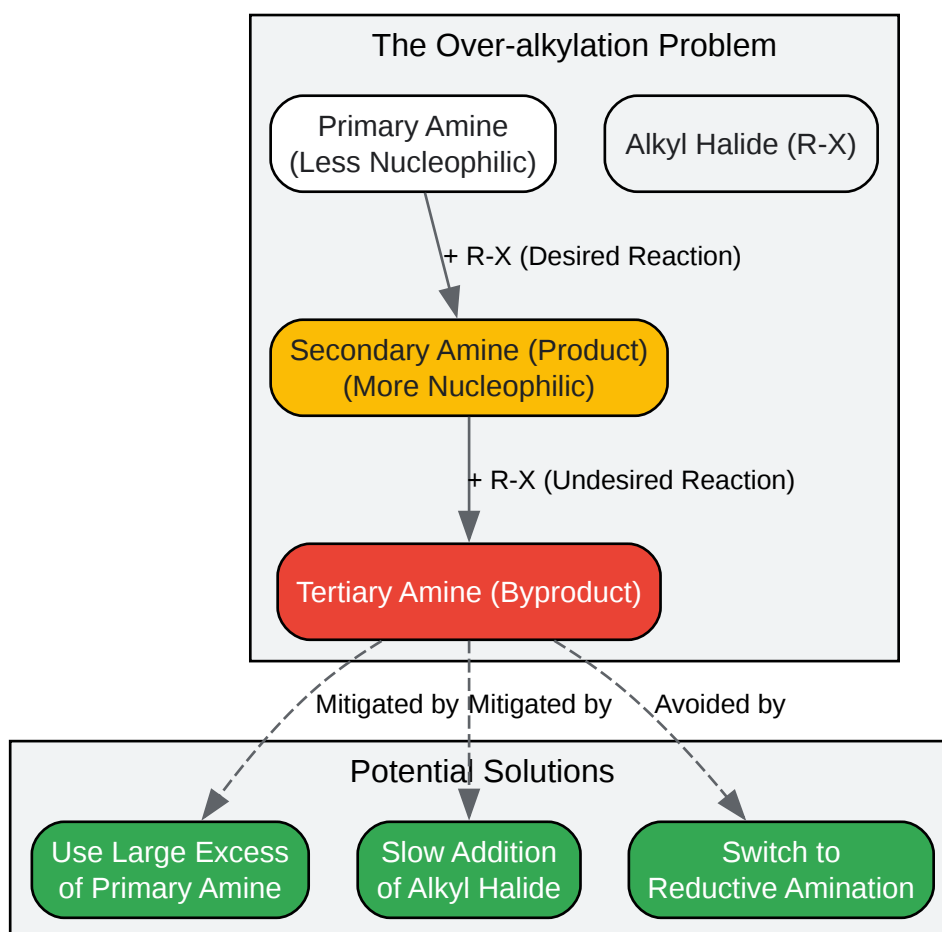 The Over-alkylation Problem
Primary Amine
(Less Nucleophilic)
Alkyl Halide (R-X)
+ R-X (Desired Reaction)
Secondary Amine (Product)
(More Nucleophilic)
+ R-X (Undesired Reaction)
Tertiary Amine (Byproduct)
Mitigated by
Mitigated by
Avoided by
Potential Solutions
Use Large Excess
of Primary Amine
Slow Addition
of Alkyl Halide
Switch to
Reductive Amination